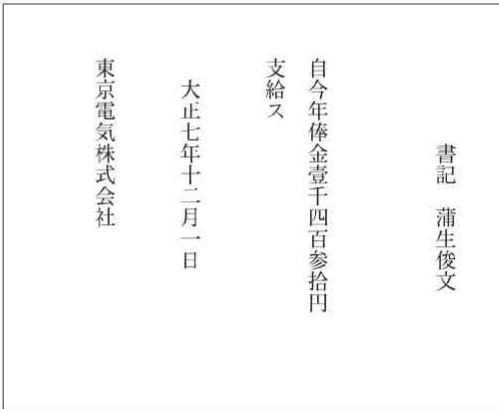 書記　蒲生俊文
自今年俸金壹千四百参拾円
支給ス
大正七年十二月一日
東京電気株式会社